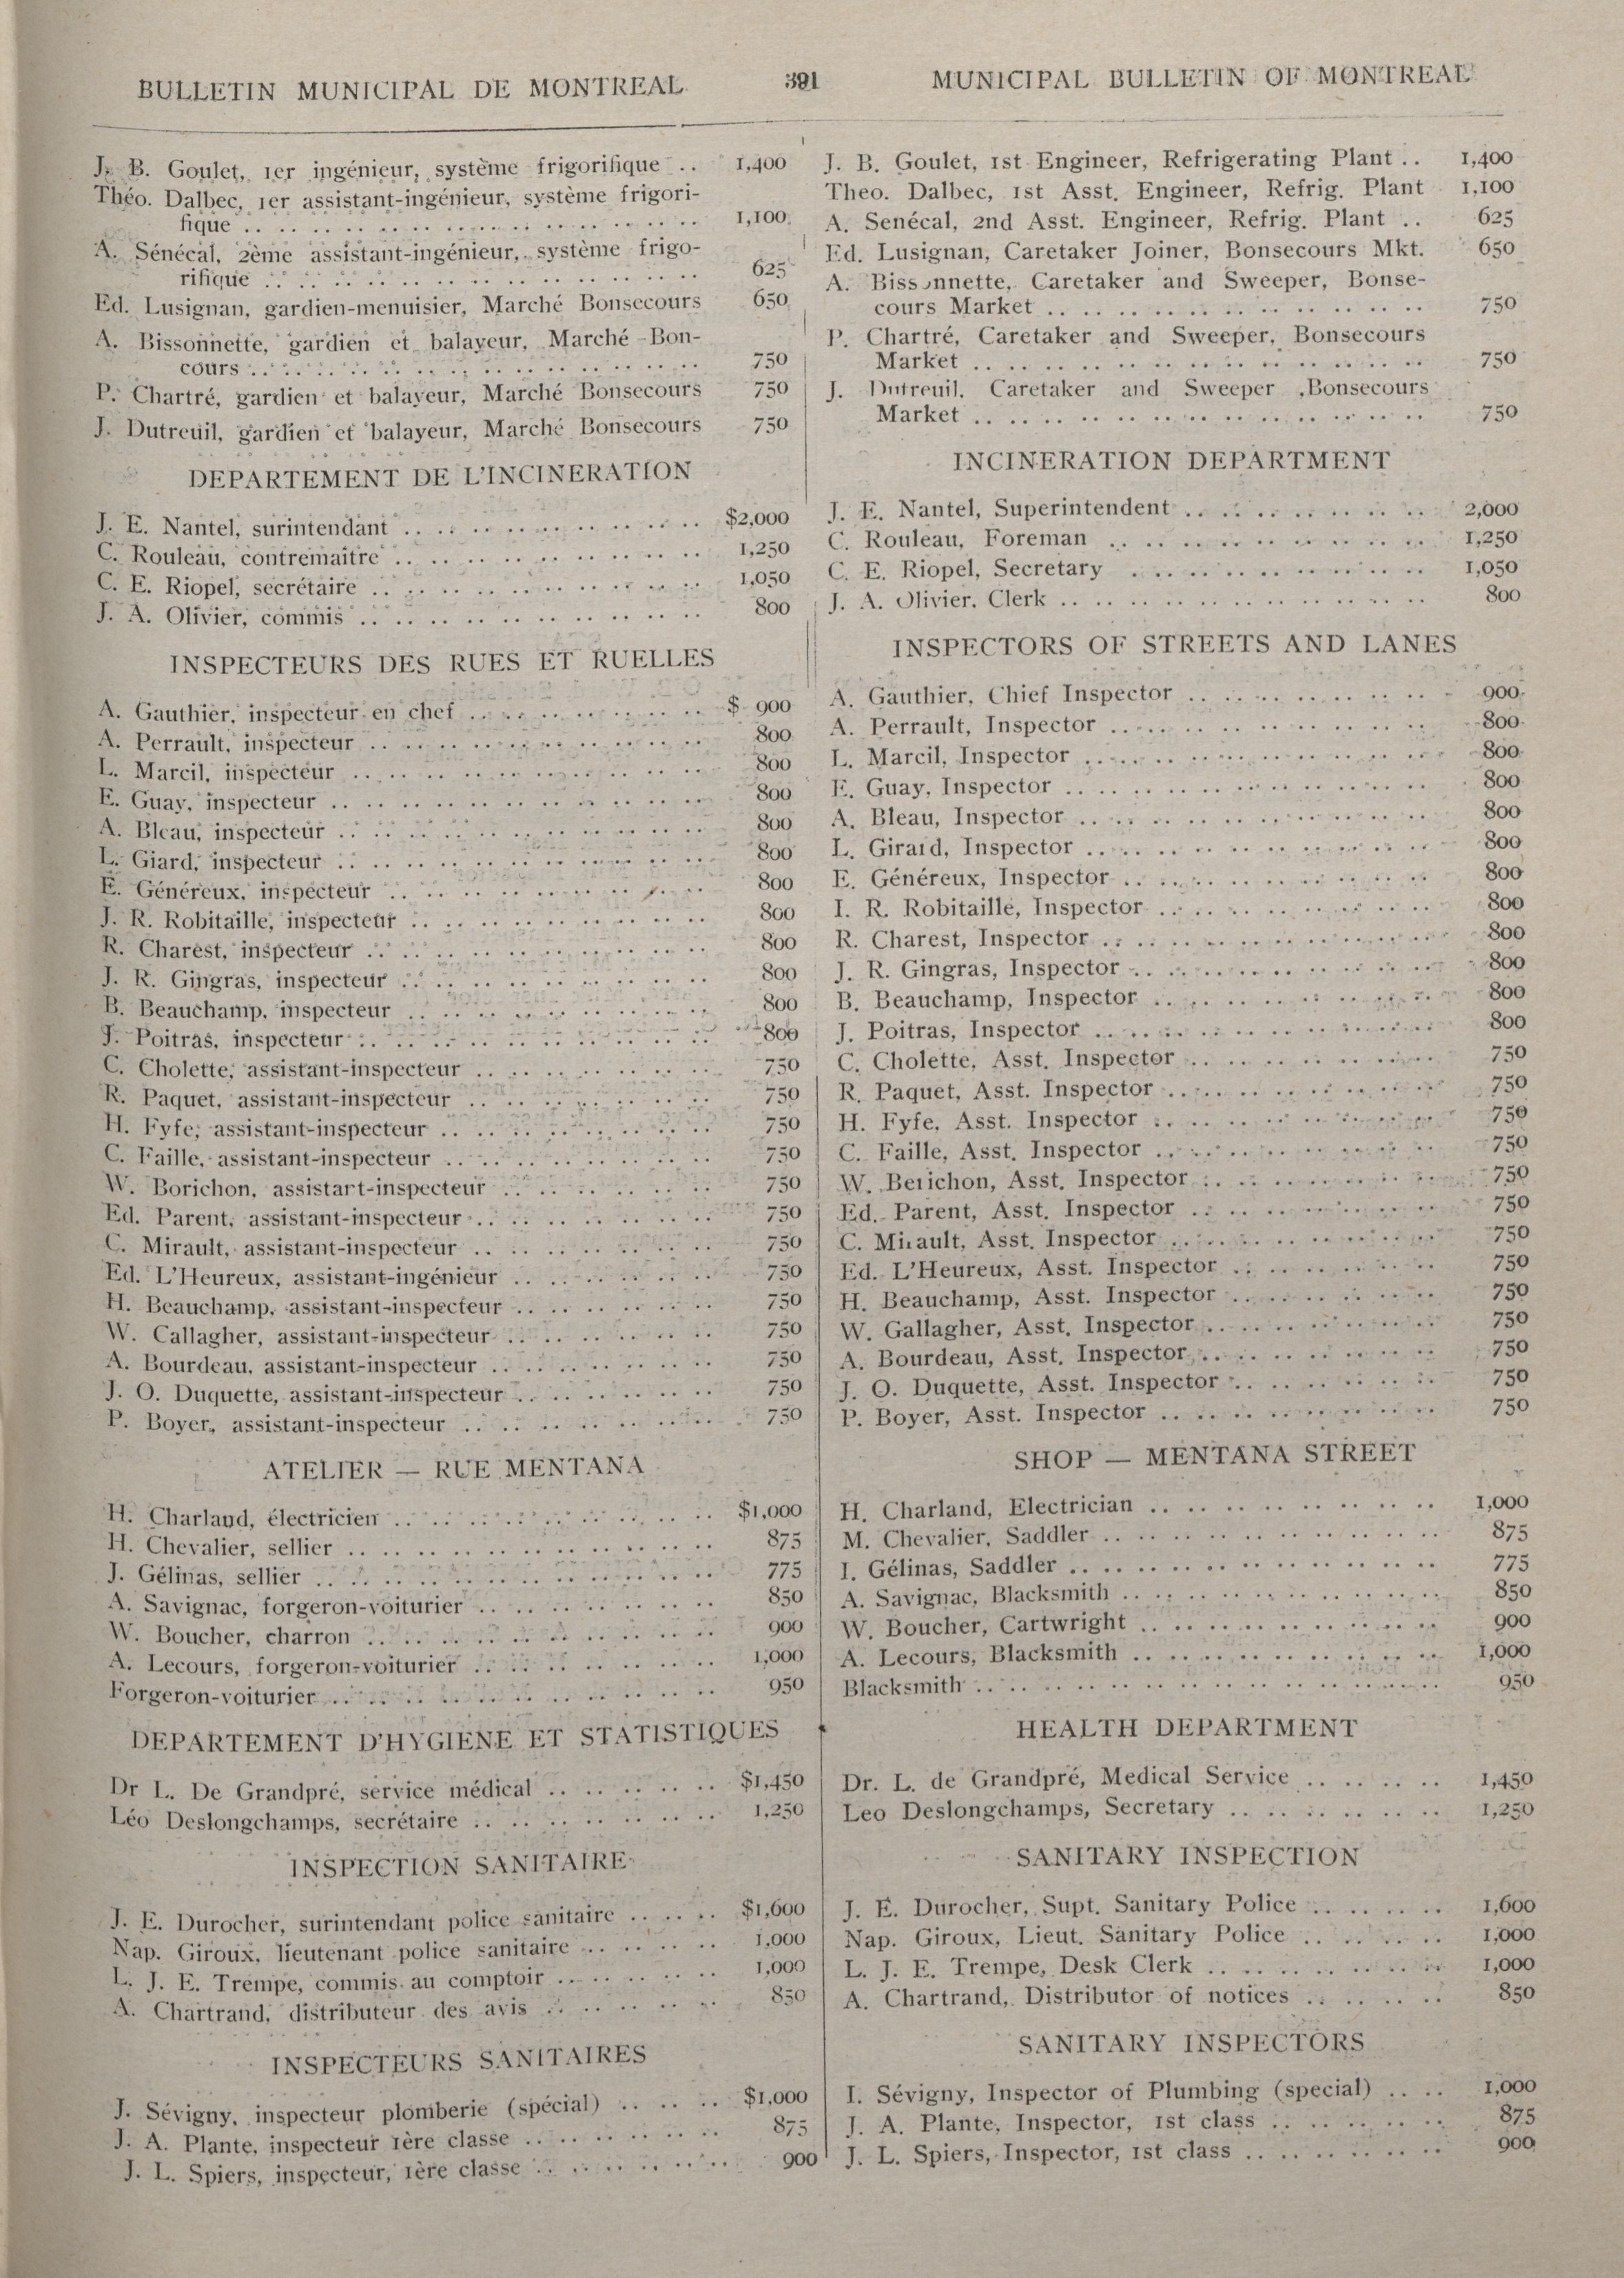 BULLETIN MUNICIPAL DE MONTREAL
391
MUNICIPAL BULLETIN OF MONTREAL
J. B. Goulet, 1er ingénieur, système frigorifique .. 1,400
Théo. Dalbec, 1er assistant-ingénieur, système frigori-
fique .. .. .. .. .. .. .. .. .. .. .. .. .. 1,100
A. Sénécal, 2ème assistant-ingénieur, système frigo-
rifique .. .. .. .. .. .. .. .. .. .. .. .. 625
Ed. Lusignan, gardien-menuisier, Marché Bonsecours 650
A. Bissonnette, gardien et balayeur, Marché Bon-
cours .. .. .. .. .. .. .. .. .. .. .. .. .. 750
P. Chartré, gardien et balayeur, Marché Bonsecours 750
J. Dutreuil, gardien et balayeur, Marché Bonsecours 750
DEPARTEMENT DE L'INCINERATION
J. E. Nantel, surintendant .. .. .. .. .. .. .. .. .. $2,000
C. Rouleau, contremaître .. .. .. .. .. .. .. .. .. 1,250
C. E. Riopel, secrétaire .. .. .. .. .. .. .. .. .. .. 1,050
J. A. Olivier, commis .. .. .. .. .. .. .. .. .. .. 800
INSPECTEURS DES RUES ET RUELLES
A. Gauthier, inspecteur en chef .. .. .. .. .. .. .. $ 900
A. Perrault, inspecteur .. .. .. .. .. .. .. .. .. .. 800
L. Marcil, inspecteur .. .. .. .. .. .. .. .. .. .. 800
E. Guay, inspecteur .. .. .. .. .. .. .. .. .. .. .. 800
A. Bleau, inspecteur .. .. .. .. .. .. .. .. .. .. .. 800
L. Giard, inspecteur .. .. .. .. .. .. .. .. .. .. .. 800
E. Généreux, inspecteur .. .. .. .. .. .. .. .. .. 800
J. R. Robitaille, inspecteur .. .. .. .. .. .. .. .. .. 800
R. Charest, inspecteur .. .. .. .. .. .. .. .. .. .. 800
J. R. Gingras, inspecteur .. .. .. .. .. .. .. .. .. 800
B. Beauchamp, inspecteur .. .. .. .. .. .. .. .. .. 800
J. Poitras, inspecteur .. .. .. .. .. .. .. .. .. .. 800
C. Cholette, assistant-inspecteur .. .. .. .. .. .. .. 750
R. Paquet, assistant-inspecteur .. .. .. .. .. .. .. 750
H. Fyfe, assistant-inspecteur .. .. .. .. .. .. .. .. 750
C. Faille, assistant-inspecteur .. .. .. .. .. .. .. .. 750
W. Borichon, assistart-inspecteur .. .. .. .. .. .. 750
Ed. Parent, assistant-inspecteur .. .. .. .. .. .. .. 750
C. Mirault, assistant-inspecteur .. .. .. .. .. .. .. 750
Ed. L'Heureux, assistant-ingénieur .. .. .. .. .. .. 750
H. Beauchamp, assistant-inspecteur .. .. .. .. .. .. 750
W. Callagher, assistant-inspecteur .. .. .. .. .. .. 750
A. Bourdeau, assistant-inspecteur .. .. .. .. .. .. .. 750
J. O. Duquette, assistant-inspecteur .. .. .. .. .. .. 750
P. Boyer, assistant-inspecteur .. .. .. .. .. .. .. 750
ATELIER — RUE MENTANA
H. Charland, électricien .. .. .. .. .. .. .. .. .. $1,000
H. Chevalier, sellier .. .. .. .. .. .. .. .. .. .. .. 875
J. Gélinas, sellier .. .. .. .. .. .. .. .. .. .. .. .. 775
A. Savignac, forgeron-voiturier .. .. .. .. .. .. .. 850
W. Boucher, charron .. .. .. .. .. .. .. .. .. .. 900
A. Lecours, forgeron-voiturier .. .. .. .. .. .. .. 1,000
Forgeron-voiturier .. .. .. .. .. .. .. .. .. .. .. 950
DEPARTEMENT D'HYGIENE ET STATISTIQUES
Dr L. De Grandpré, service médical .. .. .. .. .. $1,450
Léo Deslongchamps, secrétaire .. .. .. .. .. .. .. 1,250
INSPECTION SANITAIRE
J. E. Durocher, surintendant police sanitaire .. .. .. $1,600
Nap. Giroux, lieutenant police sanitaire .. .. .. .. 1,000
L. J. E. Trempe, commis au comptoir .. .. .. .. .. 1,000
A. Chartrand, distributeur des avis .. .. .. .. .. 850
INSPECTEURS SANITAIRES
J. Sévigny, inspecteur plomberie (spécial) .. .. .. $1,000
J. A. Plante, inspecteur 1ère classe .. .. .. .. .. .. 875
J. L. Spiers, inspecteur, 1ère classe .. .. .. .. .. .. 900
J. B. Goulet, 1st Engineer, Refrigerating Plant .. 1,400
Theo. Dalbec, 1st Asst. Engineer, Refrig. Plant 1,100
A. Senécal, 2nd Asst. Engineer, Refrig. Plant .. 625
Ed. Lusignan, Caretaker Joiner, Bonsecours Mkt. 650
A. Bissonnette, Caretaker and Sweeper, Bonse-
cours Market .. .. .. .. .. .. .. .. .. .. .. 750
P. Chartré, Caretaker and Sweeper, Bonsecours
Market .. .. .. .. .. .. .. .. .. .. .. .. .. 750
J. Dutreuil, Caretaker and Sweeper ,Bonsecours
Market .. .. .. .. .. .. .. .. .. .. .. .. .. 750
INCINERATION DEPARTMENT
J. E. Nantel, Superintendent .. .. .. .. .. .. .. 2,000
C. Rouleau, Foreman .. .. .. .. .. .. .. .. .. 1,250
C. E. Riopel, Secretary .. .. .. .. .. .. .. .. .. 1,050
J. A. Olivier, Clerk .. .. .. .. .. .. .. .. .. .. .. 800
INSPECTORS OF STREETS AND LANES
A. Gauthier, Chief Inspector .. .. .. .. .. .. .. 900
A. Perrault, Inspector .. .. .. .. .. .. .. .. .. 800
L. Marcil, Inspector .. .. .. .. .. .. .. .. .. .. 800
E. Guay, Inspector .. .. .. .. .. .. .. .. .. .. .. 800
A. Bleau, Inspector .. .. .. .. .. .. .. .. .. .. 800
L. Girard, Inspector .. .. .. .. .. .. .. .. .. .. 800
E. Généreux, Inspector .. .. .. .. .. .. .. .. .. 800
I. R. Robitaille, Inspector .. .. .. .. .. .. .. .. 800
R. Charest, Inspector .. .. .. .. .. .. .. .. .. .. 800
J. R. Gingras, Inspector .. .. .. .. .. .. .. .. .. 800
B. Beauchamp, Inspector .. .. .. .. .. .. .. .. 800
J. Poitras, Inspector .. .. .. .. .. .. .. .. .. .. 800
C. Cholette, Asst. Inspector .. .. .. .. .. .. .. 750
R. Paquet, Asst. Inspector .. .. .. .. .. .. .. .. 750
H. Fyfe, Asst. Inspector .. .. .. .. .. .. .. .. 750
C. Faille, Asst. Inspector .. .. .. .. .. .. .. .. 750
W. Berichon, Asst. Inspector .. .. .. .. .. .. .. 750
Ed. Parent, Asst. Inspector .. .. .. .. .. .. .. 750
C. Mirault, Asst. Inspector .. .. .. .. .. .. .. .. 750
Ed. L'Heureux, Asst. Inspector .. .. .. .. .. .. 750
H. Beauchamp, Asst. Inspector .. .. .. .. .. .. 750
W. Gallagher, Asst. Inspector .. .. .. .. .. .. .. 750
A. Bourdeau, Asst. Inspector .. .. .. .. .. .. .. 750
J. O. Duquette, Asst. Inspector .. .. .. .. .. .. 750
P. Boyer, Asst. Inspector .. .. .. .. .. .. .. .. 750
SHOP — MENTANA STREET
H. Charland, Electrician .. .. .. .. .. .. .. .. 1,000
M. Chevalier, Saddler .. .. .. .. .. .. .. .. .. .. 875
I. Gélinas, Saddler .. .. .. .. .. .. .. .. .. .. .. 775
A. Savignac, Blacksmith .. .. .. .. .. .. .. .. .. 850
W. Boucher, Cartwright .. .. .. .. .. .. .. .. .. 900
A. Lecours, Blacksmith .. .. .. .. .. .. .. .. .. 1,000
Blacksmith .. .. .. .. .. .. .. .. .. .. .. .. .. 950
HEALTH DEPARTMENT
Dr. L. de Grandpré, Medical Service .. .. .. .. 1,450
Leo Deslongchamps, Secretary .. .. .. .. .. .. 1,250
SANITARY INSPECTION
J. E. Durocher, Supt. Sanitary Police .. .. .. .. 1,600
Nap. Giroux, Lieut. Sanitary Police .. .. .. .. 1,000
L. J. E. Trempe, Desk Clerk .. .. .. .. .. .. .. 1,000
A. Chartrand, Distributor of notices .. .. .. .. 850
SANITARY INSPECTORS
I. Sévigny, Inspector of Plumbing (special) .. .. 1,000
J. A. Plante, Inspector, 1st class .. .. .. .. .. 875
J. L. Spiers, Inspector, 1st class .. .. .. .. .. .. 900